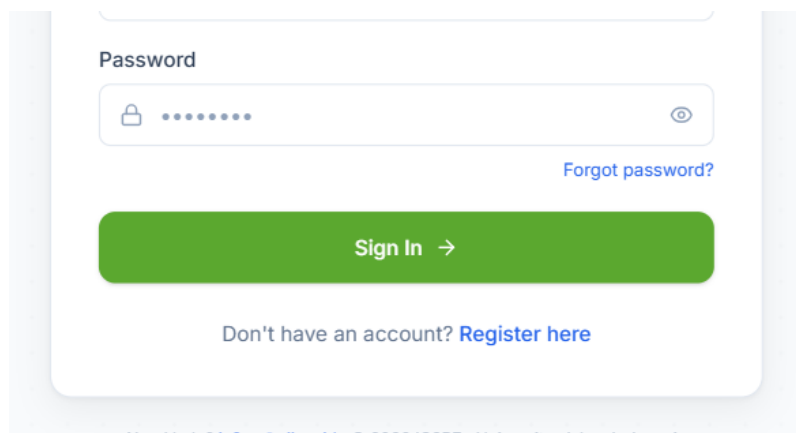 Password
••••••••
Forgot password?
Sign In →
Don't have an account? Register here